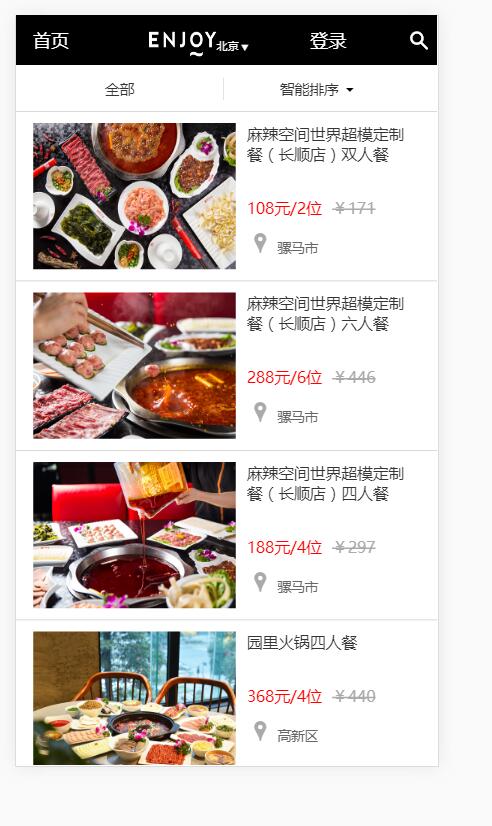 首页 ENJOY 北京▼ 登录
全部 智能排序
麻辣空间世界超模定制
餐（长顺店）双人餐
108元/2位 ￥171
骡马市
麻辣空间世界超模定制
餐（长顺店）六人餐
288元/6位 ￥446
骡马市
麻辣空间世界超模定制
餐（长顺店）四人餐
188元/4位 ￥297
骡马市
园里火锅四人餐
368元/4位 ￥440
高新区